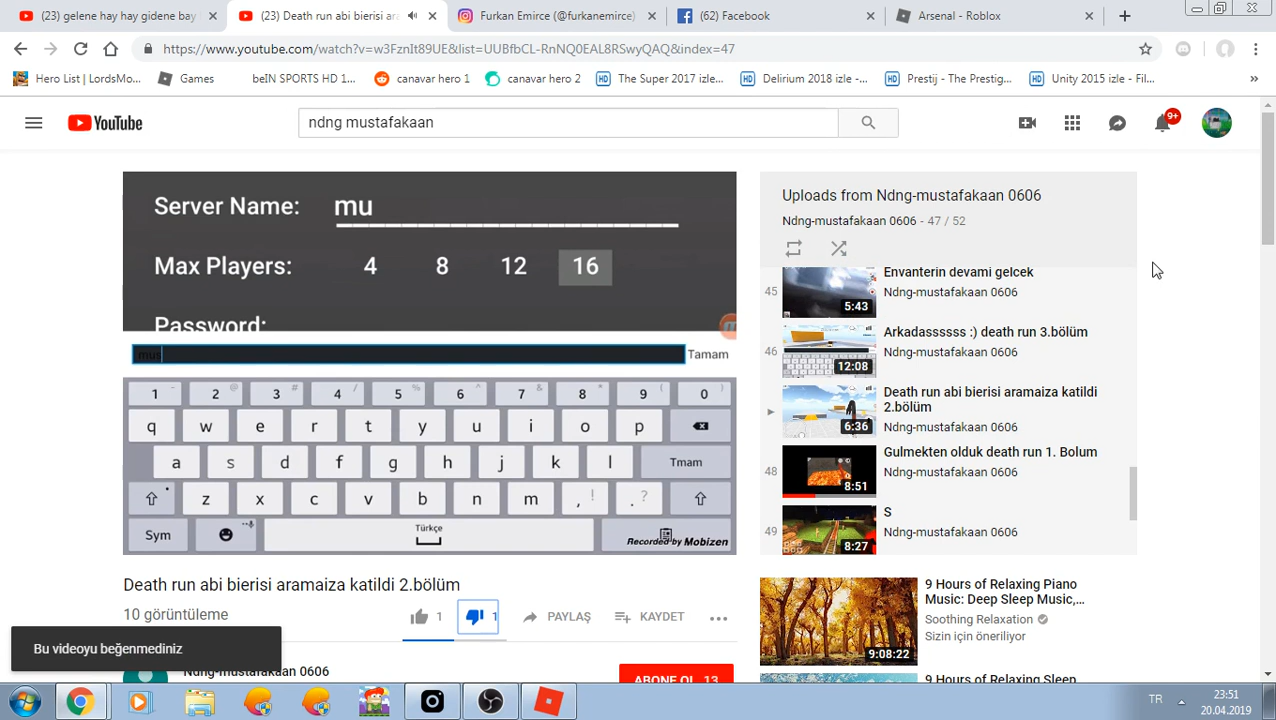 (23) gelene hay hay gidene bay
(23) Death run abi bierisi ara
Furkan Emirce (@furkanemirce)
(62) Facebook
Arsenal - Roblox
https://www.youtube.com/watch?v=w3FznIt89UE&list=UUBfbCL-RnNQ0EAL8RSwyQAQ&index=47
Hero List | LordsMo...
Games
beIN SPORTS HD 1...
canavar hero 1
canavar hero 2
HD The Super 2017 izle...
HD Delirium 2018 izle -...
HD Prestij - The Prestig...
HD Unity 2015 izle - Fil...
»
YouTube
ndng mustafakaan
9+
Server Name: mu
Max Players: 4 8 12 16
Password:
mus
Tamam
1 2 @ 3 # 4 / 5 % 6 ^ 7 & 8 * 9 ( 0 )
q w e r t y u i o p
a s d f g h j k l Tmam
z x c v b n m , ! . ?
Sym
Türkçe
Recorded by Mobizen
Uploads from Ndng-mustafakaan 0606
Ndng-mustafakaan 0606 - 47 / 52
45
5:43
Envanterin devami gelcek
Ndng-mustafakaan 0606
46
12:08
Arkadassssss :) death run 3.bölüm
Ndng-mustafakaan 0606
6:36
Death run abi bierisi aramaiza katildi
2.bölüm
Ndng-mustafakaan 0606
48
8:51
Gulmekten olduk death run 1. Bolum
Ndng-mustafakaan 0606
49
8:27
S
Ndng-mustafakaan 0606
Death run abi bierisi aramaiza katildi 2.bölüm
10 görüntüleme
1
1
PAYLAŞ
KAYDET
Bu videoyu beğenmediniz
Ndng-mustafakaan 0606
ABONE OL 13
9:08:22
9 Hours of Relaxing Piano
Music: Deep Sleep Music,...
Soothing Relaxation
Sizin için öneriliyor
9 Hours of Relaxing Sleep
TR
23:51
20.04.2019